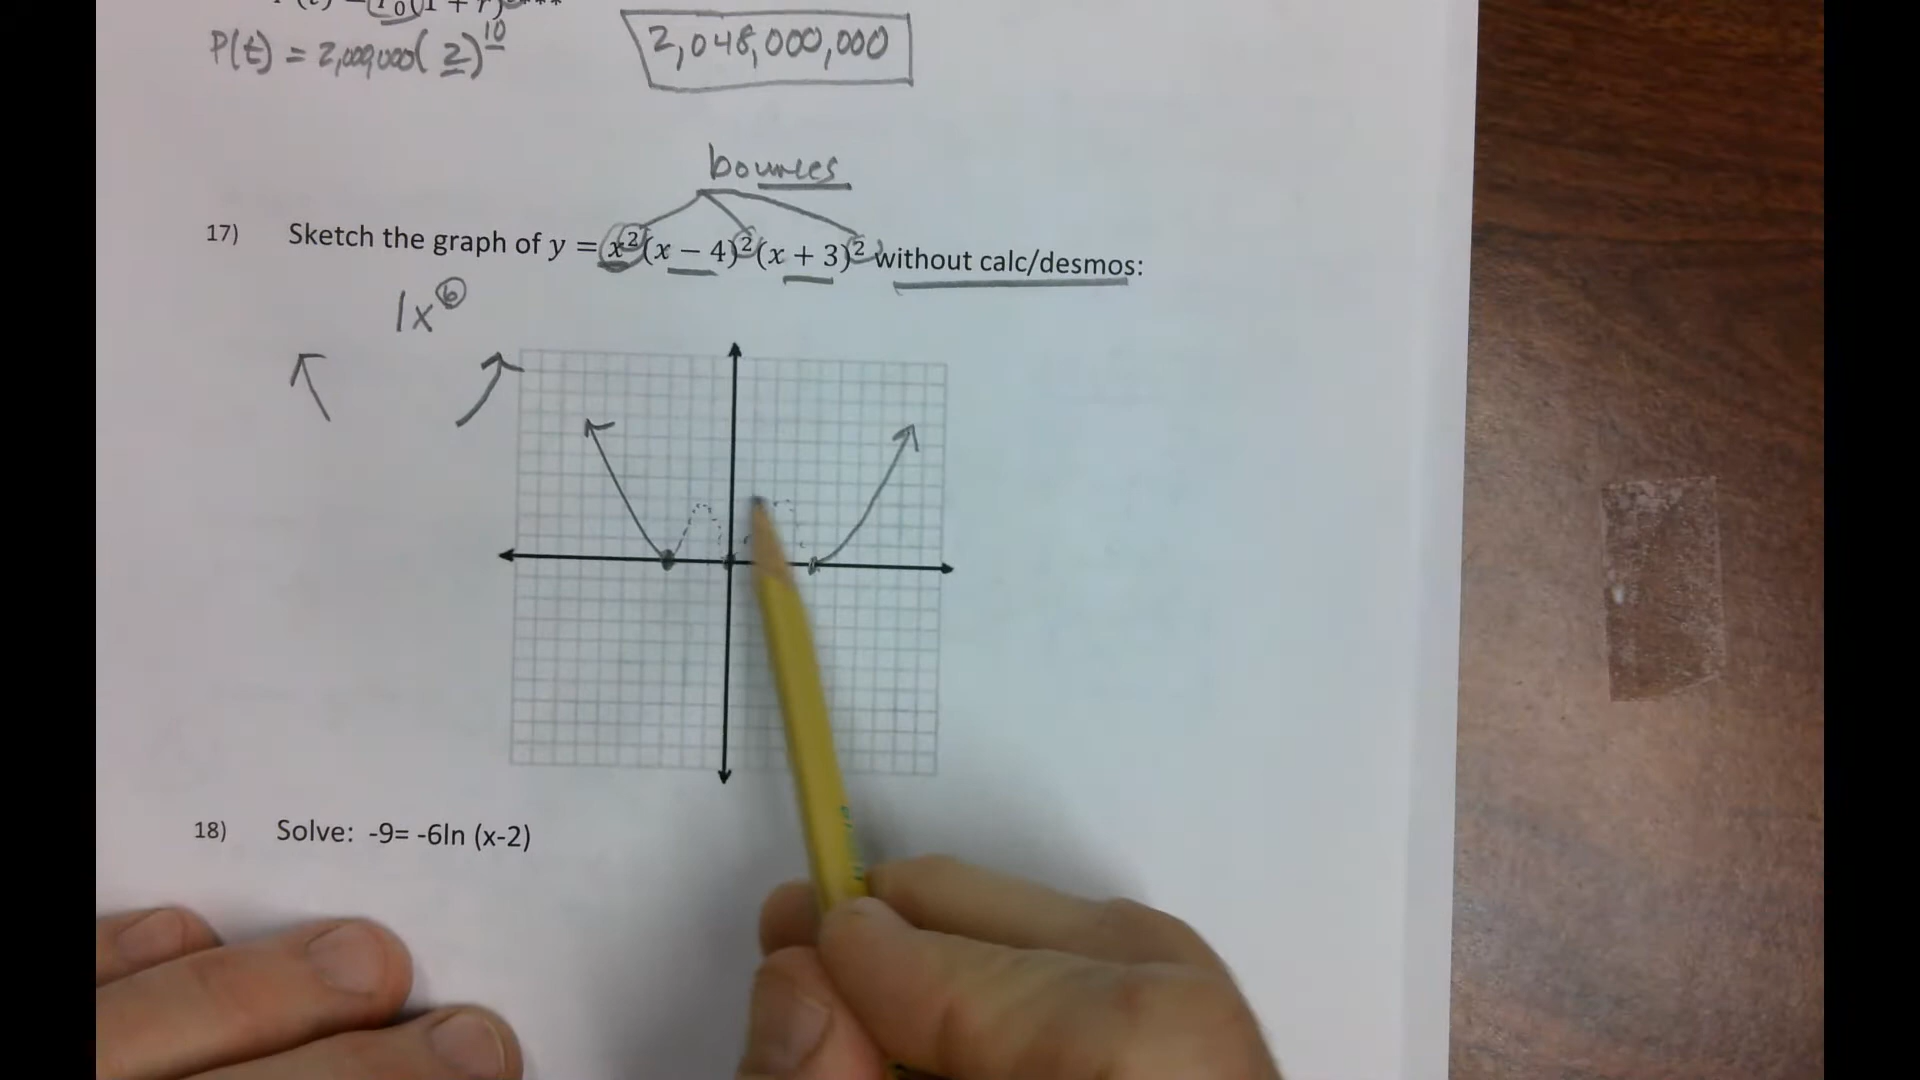 P(t) = 2,000,000(2)^10
2,048,000,000
bounces
17) Sketch the graph of y = x²(x − 4)²(x + 3)² without calc/desmos:
1x^6
18) Solve: -9= -6ln (x-2)